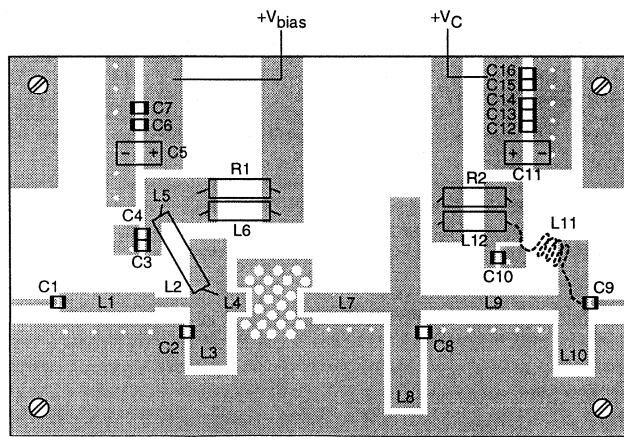 +Vbias
+VC
C16
C15
C14
C13
C12
C7
C6
- +
C5
- +
C11
R1
R2
L5
L6
L12
L11
C4
C3
C10
C1
L1
L2
L4
L7
L9
C9
C2
L3
C8
L10
L8